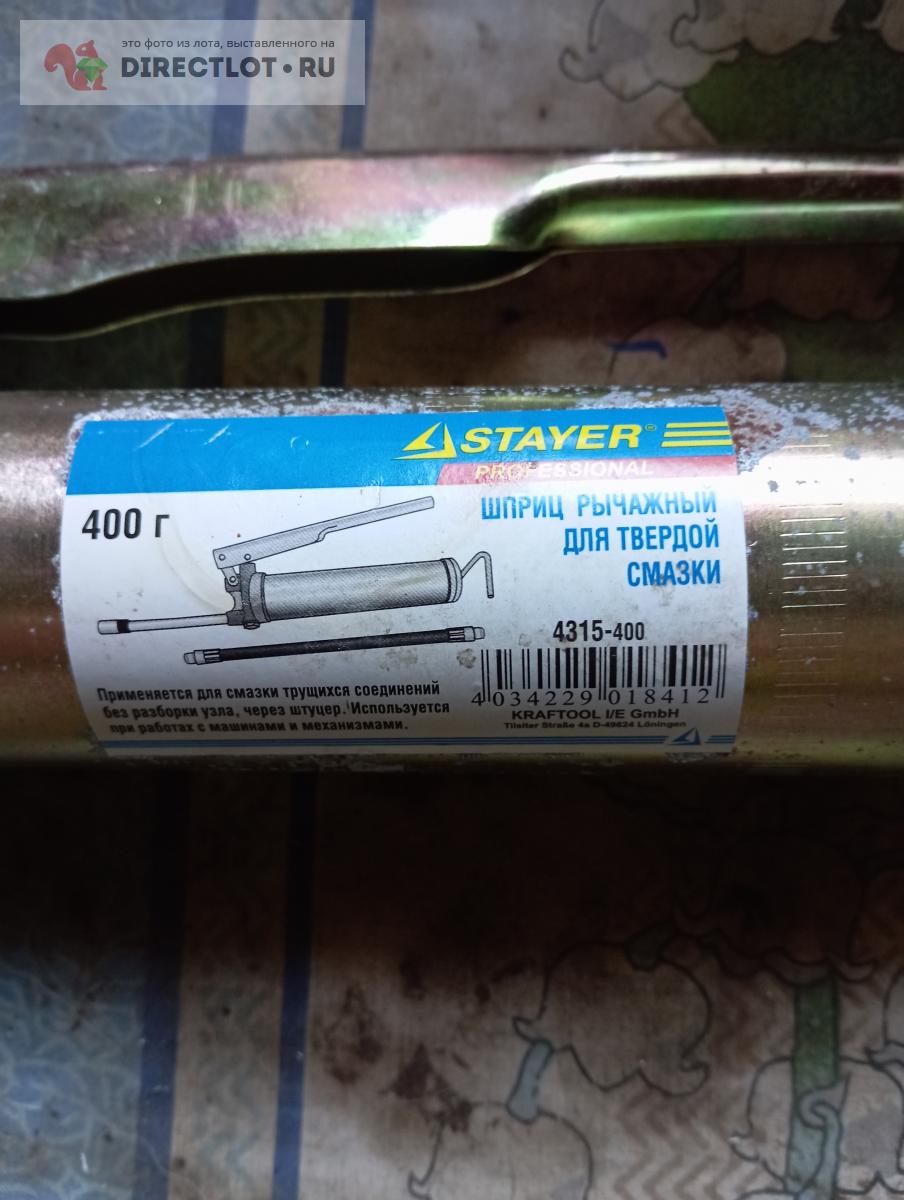 это фото из лота, выставленного на
DIRECTLOT.RU
STAYER®
PROFESSIONAL
400 г
ШПРИЦ РЫЧАЖНЫЙ
ДЛЯ ТВЕРДОЙ
СМАЗКИ
4315-400
4 034229 018412
KRAFTOOL I/E GmbH
Tilsiter Straße 4a D-49624 Löningen
Применяется для смазки трущихся соединений
без разборки узла, через штуцер. Используется
при работах с машинами и механизмами.